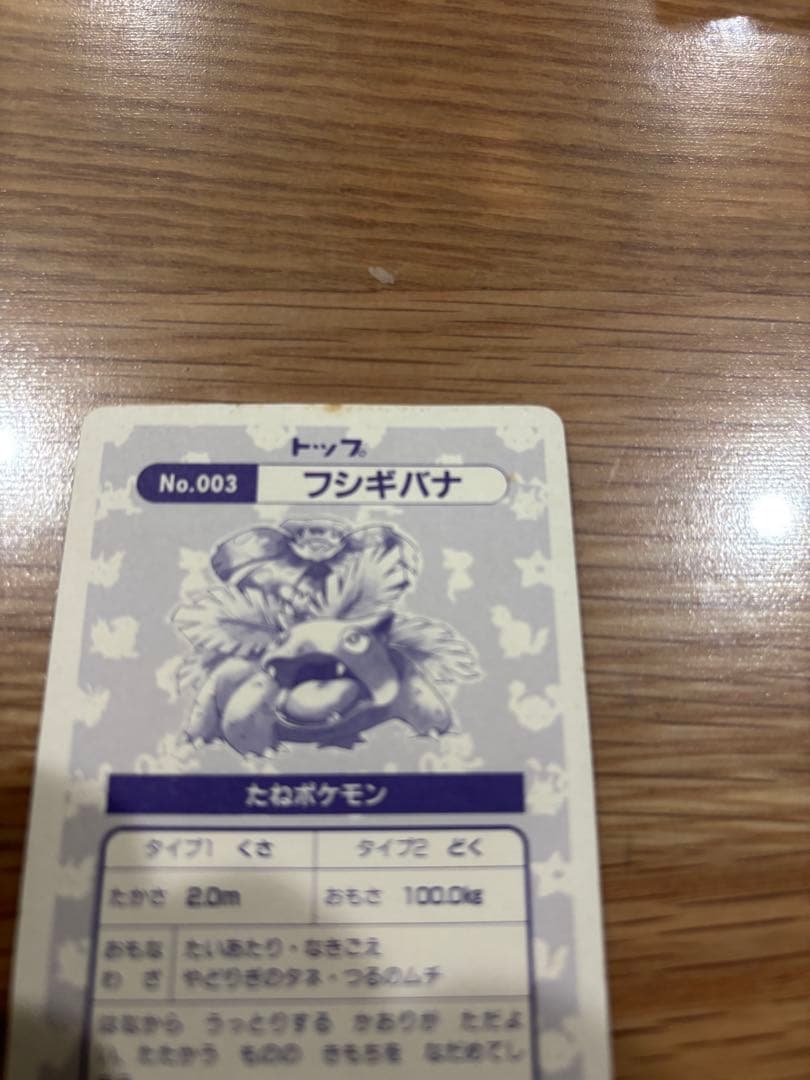 トップ。
No.003 フシギバナ
たねポケモン
タイプ1 くさ タイプ2 どく
たかさ 2.0m おもさ 100.0kg
おもな たいあたり・なきごえ
わざ やどりぎのタネ・つるのムチ
はなから うっとりする かおりが ただよ
い、たたかう ものの きもちを なだめてし